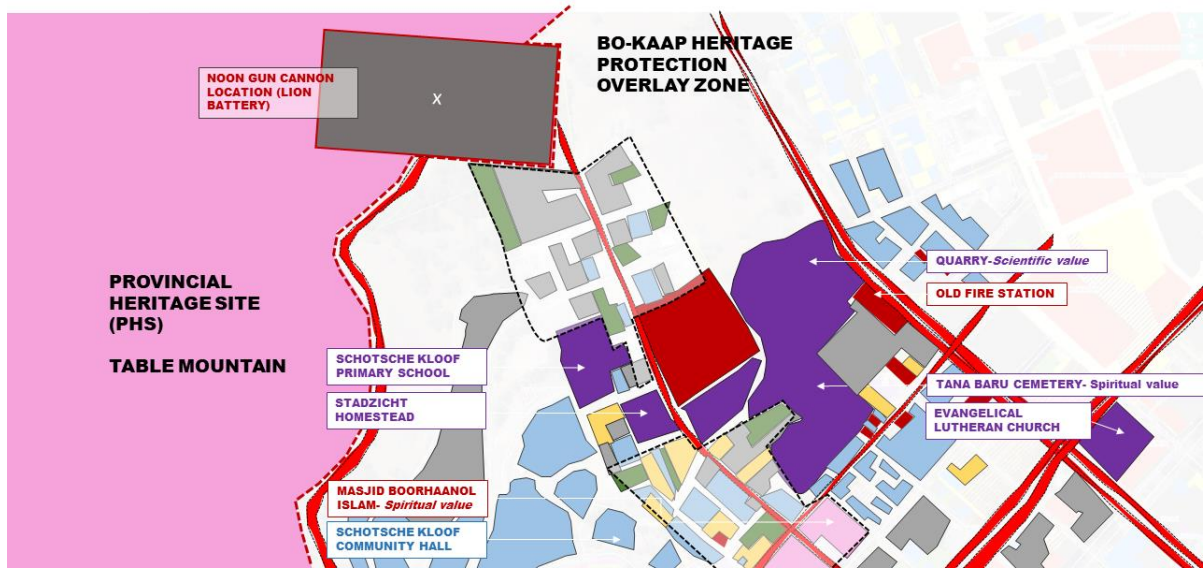 BO-KAAP HERITAGE
PROTECTION
OVERLAY ZONE
NOON GUN CANNON
LOCATION (LION
BATTERY)
X
PROVINCIAL
HERITAGE SITE
(PHS)
TABLE MOUNTAIN
QUARRY-Scientific value
OLD FIRE STATION
SCHOTSCHE KLOOF
PRIMARY SCHOOL
STADZICHT
HOMESTEAD
TANA BARU CEMETERY- Spiritual value
EVANGELICAL
LUTHERAN CHURCH
MASJID BOORHAANOL
ISLAM- Spiritual value
SCHOTSCHE KLOOF
COMMUNITY HALL